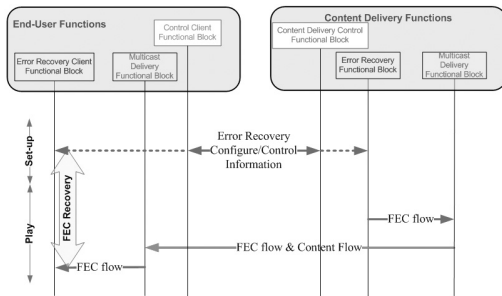 End-User Functions
Control Client
Functional Block
Error Recovery Client
Functional Block
Multicast
Delivery
Functional Block
Content Delivery Functions
Content Delivery Control
Functional Block
Error Recovery
Functional Block
Multicast
Delivery
Functional Block
Set-up
Error Recovery
Configure/Control
Information
Play
FEC Recovery
FEC flow
FEC flow & Content Flow
FEC flow